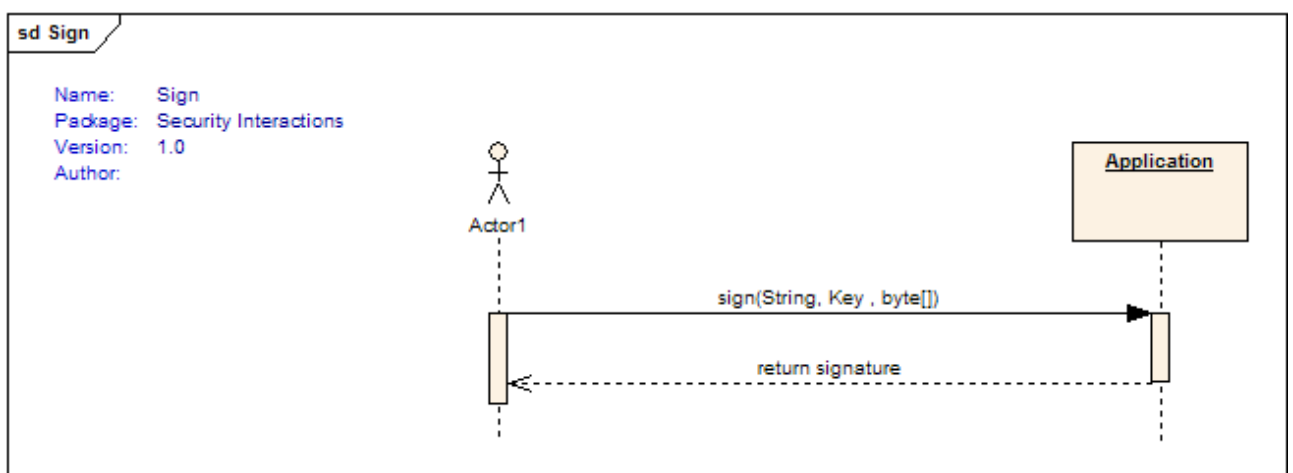 sd Sign
Name: Sign
Package: Security Interactions
Version: 1.0
Author:
Actor1
Application
sign(String, Key , byte[])
return signature